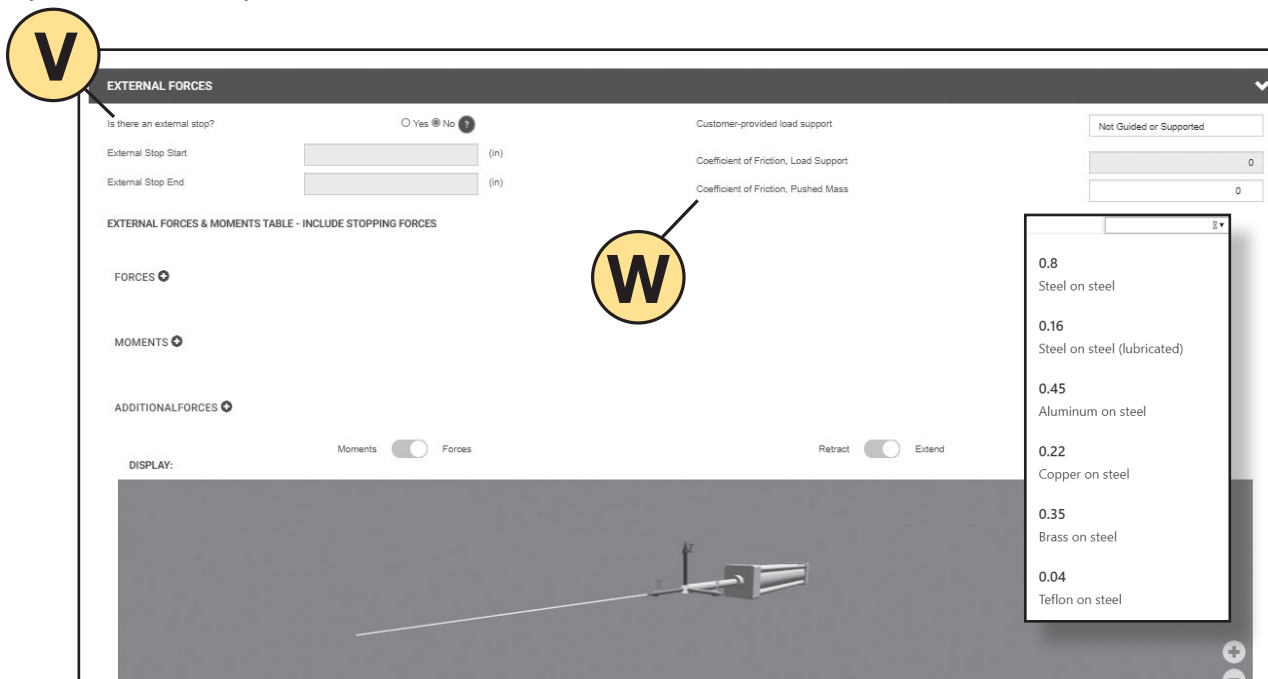 V
EXTERNAL FORCES
Is there an external stop? Yes No ? Customer-provided load support Not Guided or Supported
External Stop Start (in) Coefficient of Friction, Load Support 0
External Stop End (in) Coefficient of Friction, Pushed Mass 0
EXTERNAL FORCES & MOMENTS TABLE - INCLUDE STOPPING FORCES
W
FORCES
MOMENTS
ADDITIONALFORCES
0.8
Steel on steel
0.16
Steel on steel (lubricated)
0.45
Aluminum on steel
0.22
Copper on steel
0.35
Brass on steel
0.04
Teflon on steel
Moments Forces Retract Extend
DISPLAY:
Z
X